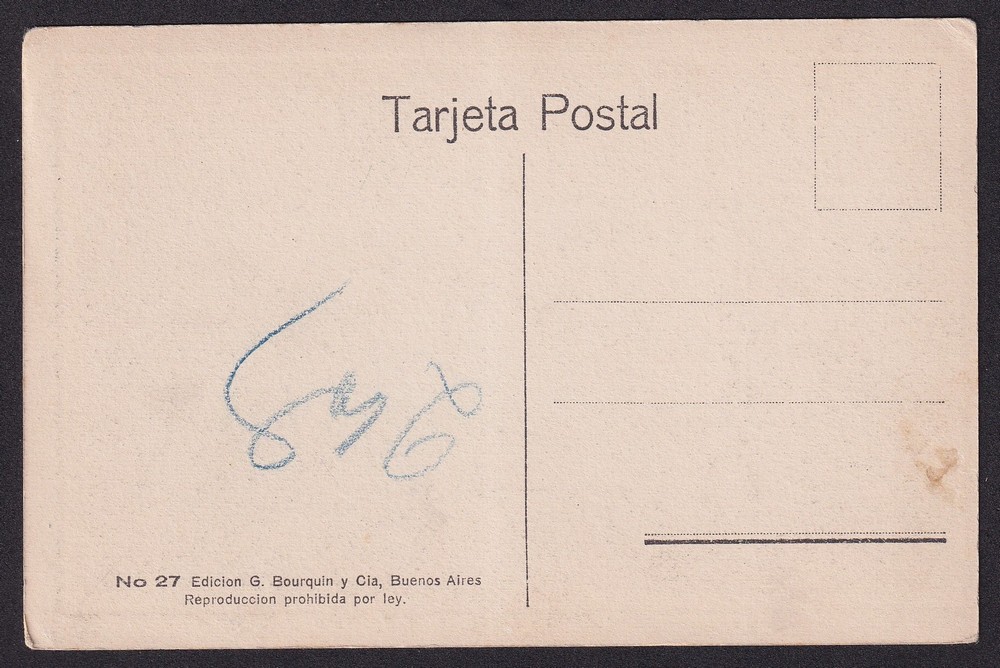 Tarjeta Postal
No 27 Edicion G. Bourquin y Cia, Buenos Aires
Reproduccion prohibida por ley.